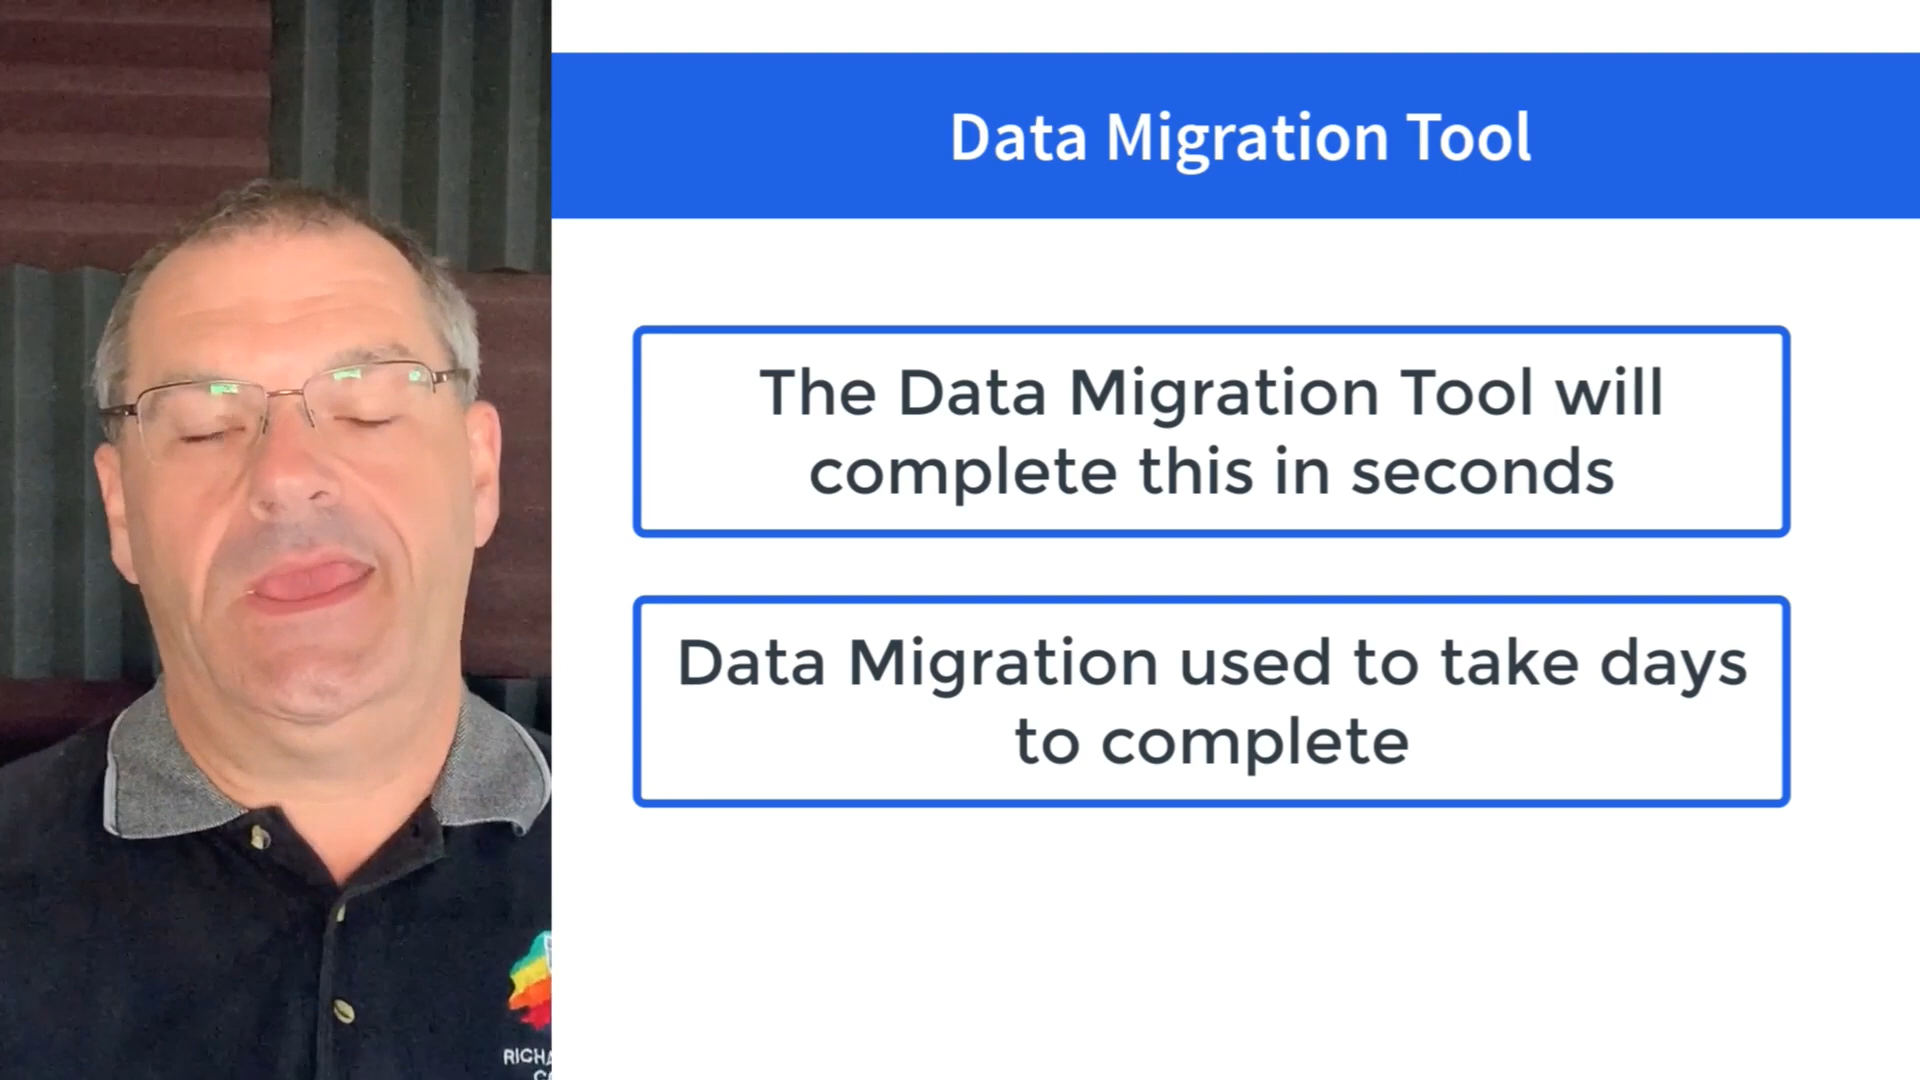 Data Migration Tool
The Data Migration Tool will
complete this in seconds
Data Migration used to take days
to complete